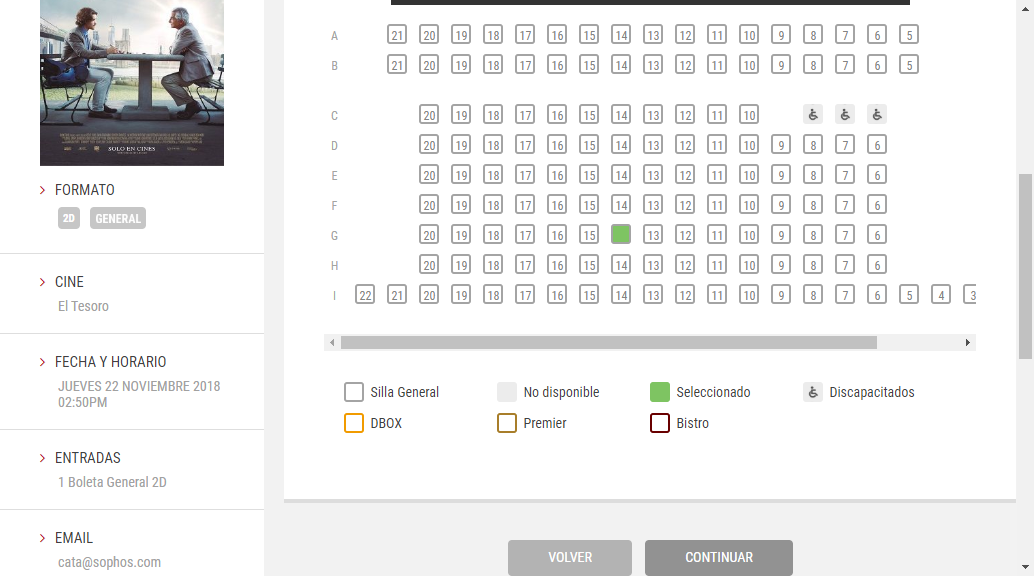 SOLO EN CINES
FORMATO
2D GENERAL
CINE
El Tesoro
FECHA Y HORARIO
JUEVES 22 NOVIEMBRE 2018
02:50PM
ENTRADAS
1 Boleta General 2D
EMAIL
cata@sophos.com
A 21 20 19 18 17 16 15 14 13 12 11 10 9 8 7 6 5
B 21 20 19 18 17 16 15 14 13 12 11 10 9 8 7 6 5
C 20 19 18 17 16 15 14 13 12 11 10
D 20 19 18 17 16 15 14 13 12 11 10 9 8 7 6
E 20 19 18 17 16 15 14 13 12 11 10 9 8 7 6
F 20 19 18 17 16 15 14 13 12 11 10 9 8 7 6
G 20 19 18 17 16 15 13 12 11 10 9 8 7 6
H 20 19 18 17 16 15 14 13 12 11 10 9 8 7 6
I 22 21 20 19 18 17 16 15 14 13 12 11 10 9 8 7 6 5 4 3
Silla General No disponible Seleccionado Discapacitados
DBOX Premier Bistro
VOLVER CONTINUAR